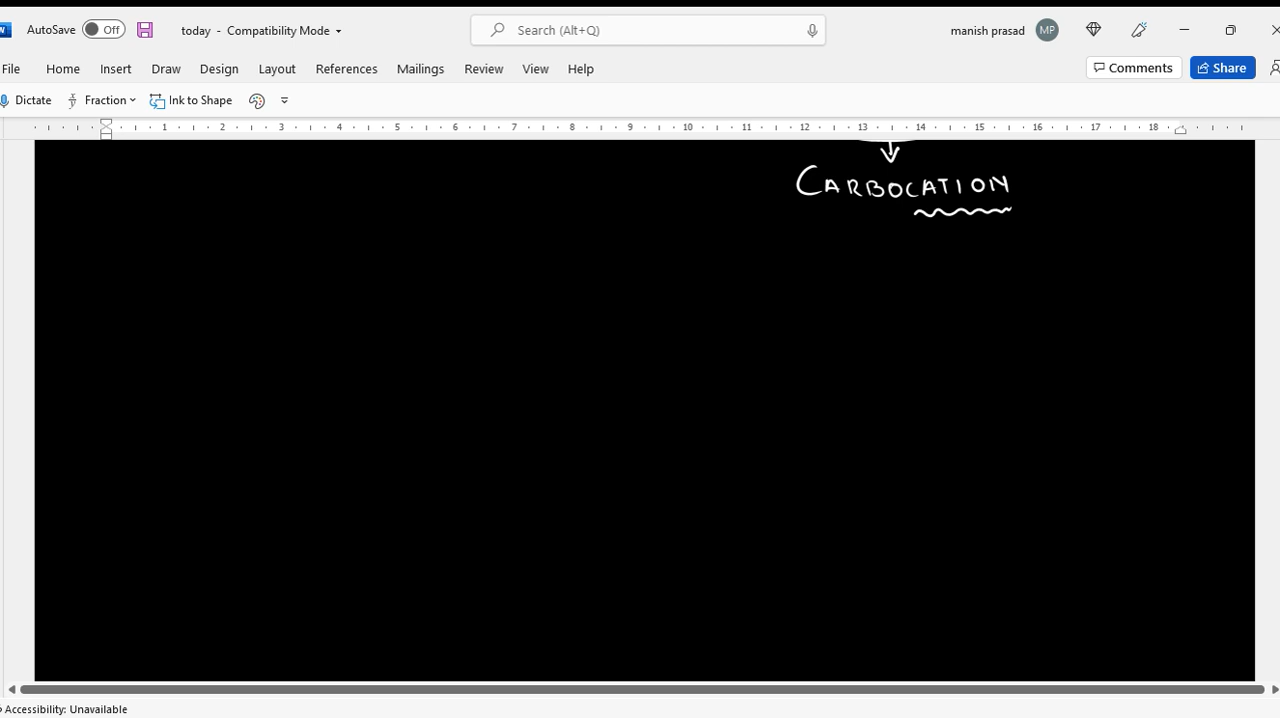 AutoSave Off today - Compatibility Mode Search (Alt+Q) manish prasad MP
File Home Insert Draw Design Layout References Mailings Review View Help Comments Share
Dictate Fraction Ink to Shape
1 2 3 4 5 6 7 8 9 10 11 12 13 14 15 16 17 18
CARBOCATION
Accessibility: Unavailable